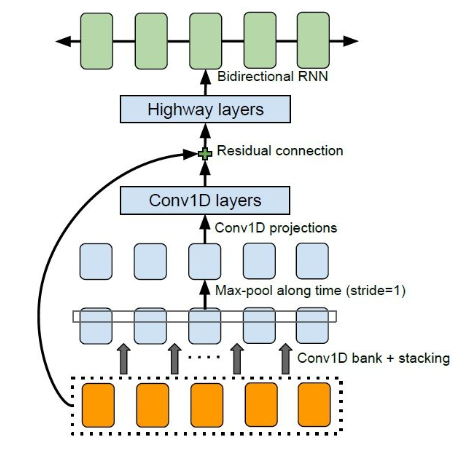 Bidirectional RNN
Highway layers
Residual connection
Conv1D layers
Conv1D projections
Max-pool along time (stride=1)
Conv1D bank + stacking